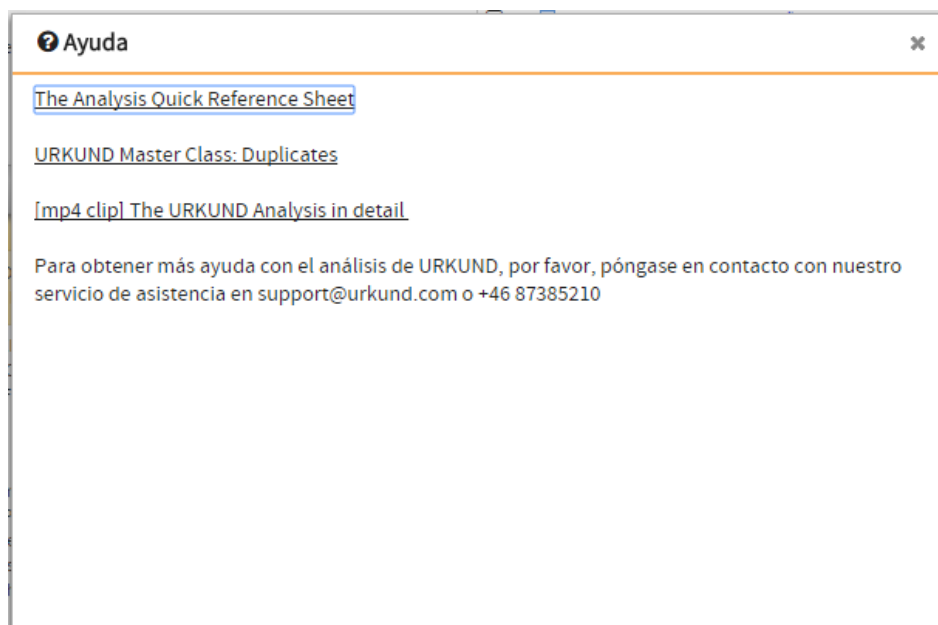 Ayuda
The Analysis Quick Reference Sheet
URKUND Master Class: Duplicates
[mp4 clip] The URKUND Analysis in detail
Para obtener más ayuda con el análisis de URKUND, por favor, póngase en contacto con nuestro
servicio de asistencia en support@urkund.com o +46 87385210